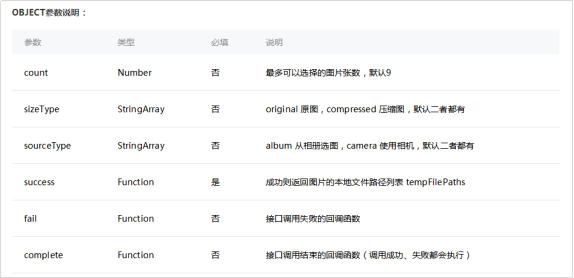 OBJECT参数说明：
参数 类型 必填 说明
count Number 否 最多可以选择的图片张数，默认9
sizeType StringArray 否 original 原图，compressed 压缩图，默认二者都有
sourceType StringArray 否 album 从相册选图，camera 使用相机，默认二者都有
success Function 是 成功则返回图片的本地文件路径列表 tempFilePaths
fail Function 否 接口调用失败的回调函数
complete Function 否 接口调用结束的回调函数（调用成功、失败都会执行）